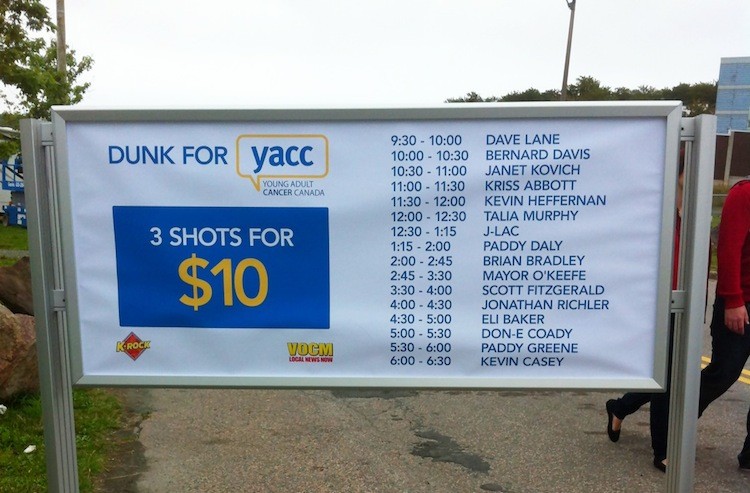 DUNK FOR yacc
YOUNG ADULT
CANCER CANADA
3 SHOTS FOR
$10
K-ROCK
VOCM
LOCAL NEWS NOW
9:30 - 10:00 DAVE LANE
10:00 - 10:30 BERNARD DAVIS
10:30 - 11:00 JANET KOVICH
11:00 - 11:30 KRISS ABBOTT
11:30 - 12:00 KEVIN HEFFERNAN
12:00 - 12:30 TALIA MURPHY
12:30 - 1:15 J-LAC
1:15 - 2:00 PADDY DALY
2:00 - 2:45 BRIAN BRADLEY
2:45 - 3:30 MAYOR O'KEEFE
3:30 - 4:00 SCOTT FITZGERALD
4:00 - 4:30 JONATHAN RICHLER
4:30 - 5:00 ELI BAKER
5:00 - 5:30 DON-E COADY
5:30 - 6:00 PADDY GREENE
6:00 - 6:30 KEVIN CASEY